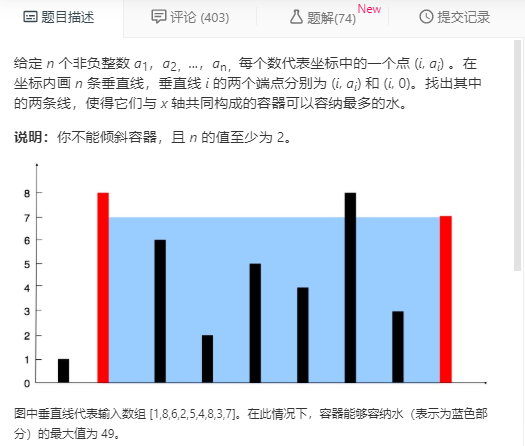 题目描述 评论 (403) 题解(74) New 提交记录
给定 n 个非负整数 a1，a2，...，an，每个数代表坐标中的一个点 (i, ai) 。在
坐标内画 n 条垂直线，垂直线 i 的两个端点分别为 (i, ai) 和 (i, 0)。找出其中
的两条线，使得它们与 x 轴共同构成的容器可以容纳最多的水。
说明：你不能倾斜容器，且 n 的值至少为 2。
8
7
6
5
4
3
2
1
0
图中垂直线代表输入数组 [1,8,6,2,5,4,8,3,7]。在此情况下，容器能够容纳水（表示为蓝色部
分）的最大值为 49。